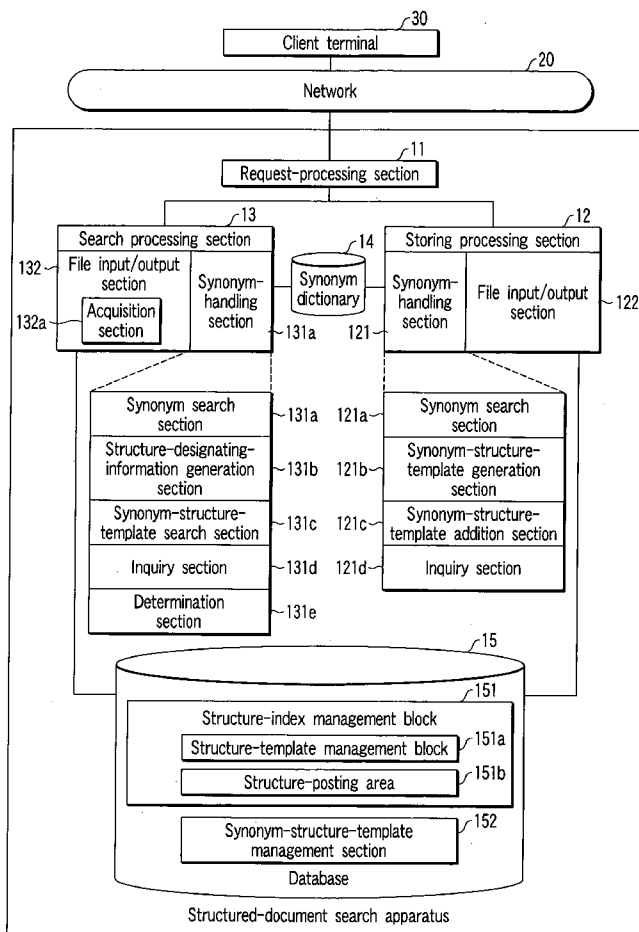 30
Client terminal
20
Network
11
Request-processing section
13
12
Search processing section
14
Storing processing section
132
File input/output
section
Synonym-
handling
section
Synonym
dictionary
Synonym-
handling
section
File input/output
section
122
132a
Acquisition
section
131a
121
Synonym search
section
131a
121a
Synonym search
section
Structure-designating-
information generation
section
131b
121b
Synonym-structure-
template generation
section
Synonym-structure-
template search section
131c
121c
Synonym-structure-
template addition section
Inquiry section
131d
121d
Inquiry section
Determination
section
131e
15
151
Structure-index management block
151a
Structure-template management block
151b
Structure-posting area
152
Synonym-structure-template
management section
Database
Structured-document search apparatus